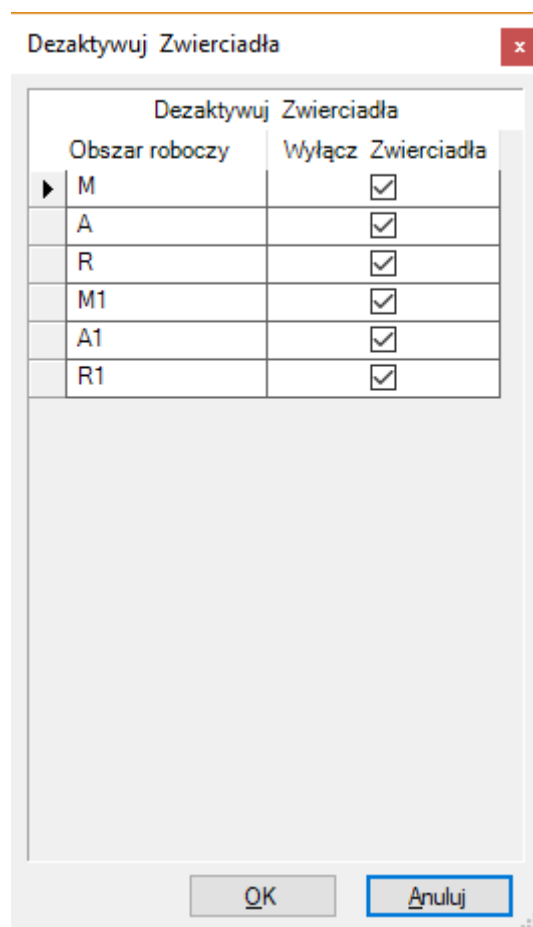 Dezaktywuj Zwierciadła
x
Dezaktywuj Zwierciadła
Obszar roboczy Wyłącz Zwierciadła
M
A
R
M1
A1
R1
OK Anuluj